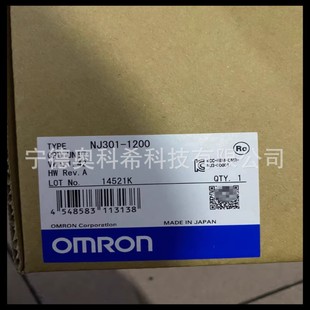 TYPE NJ301-1200
宁德奥科希科技有限公司
HW Rev. A
LOT No. 14521K
QTY. 1
4 548583 113138
OMRON Corporation
MADE IN JAPAN
OMRON